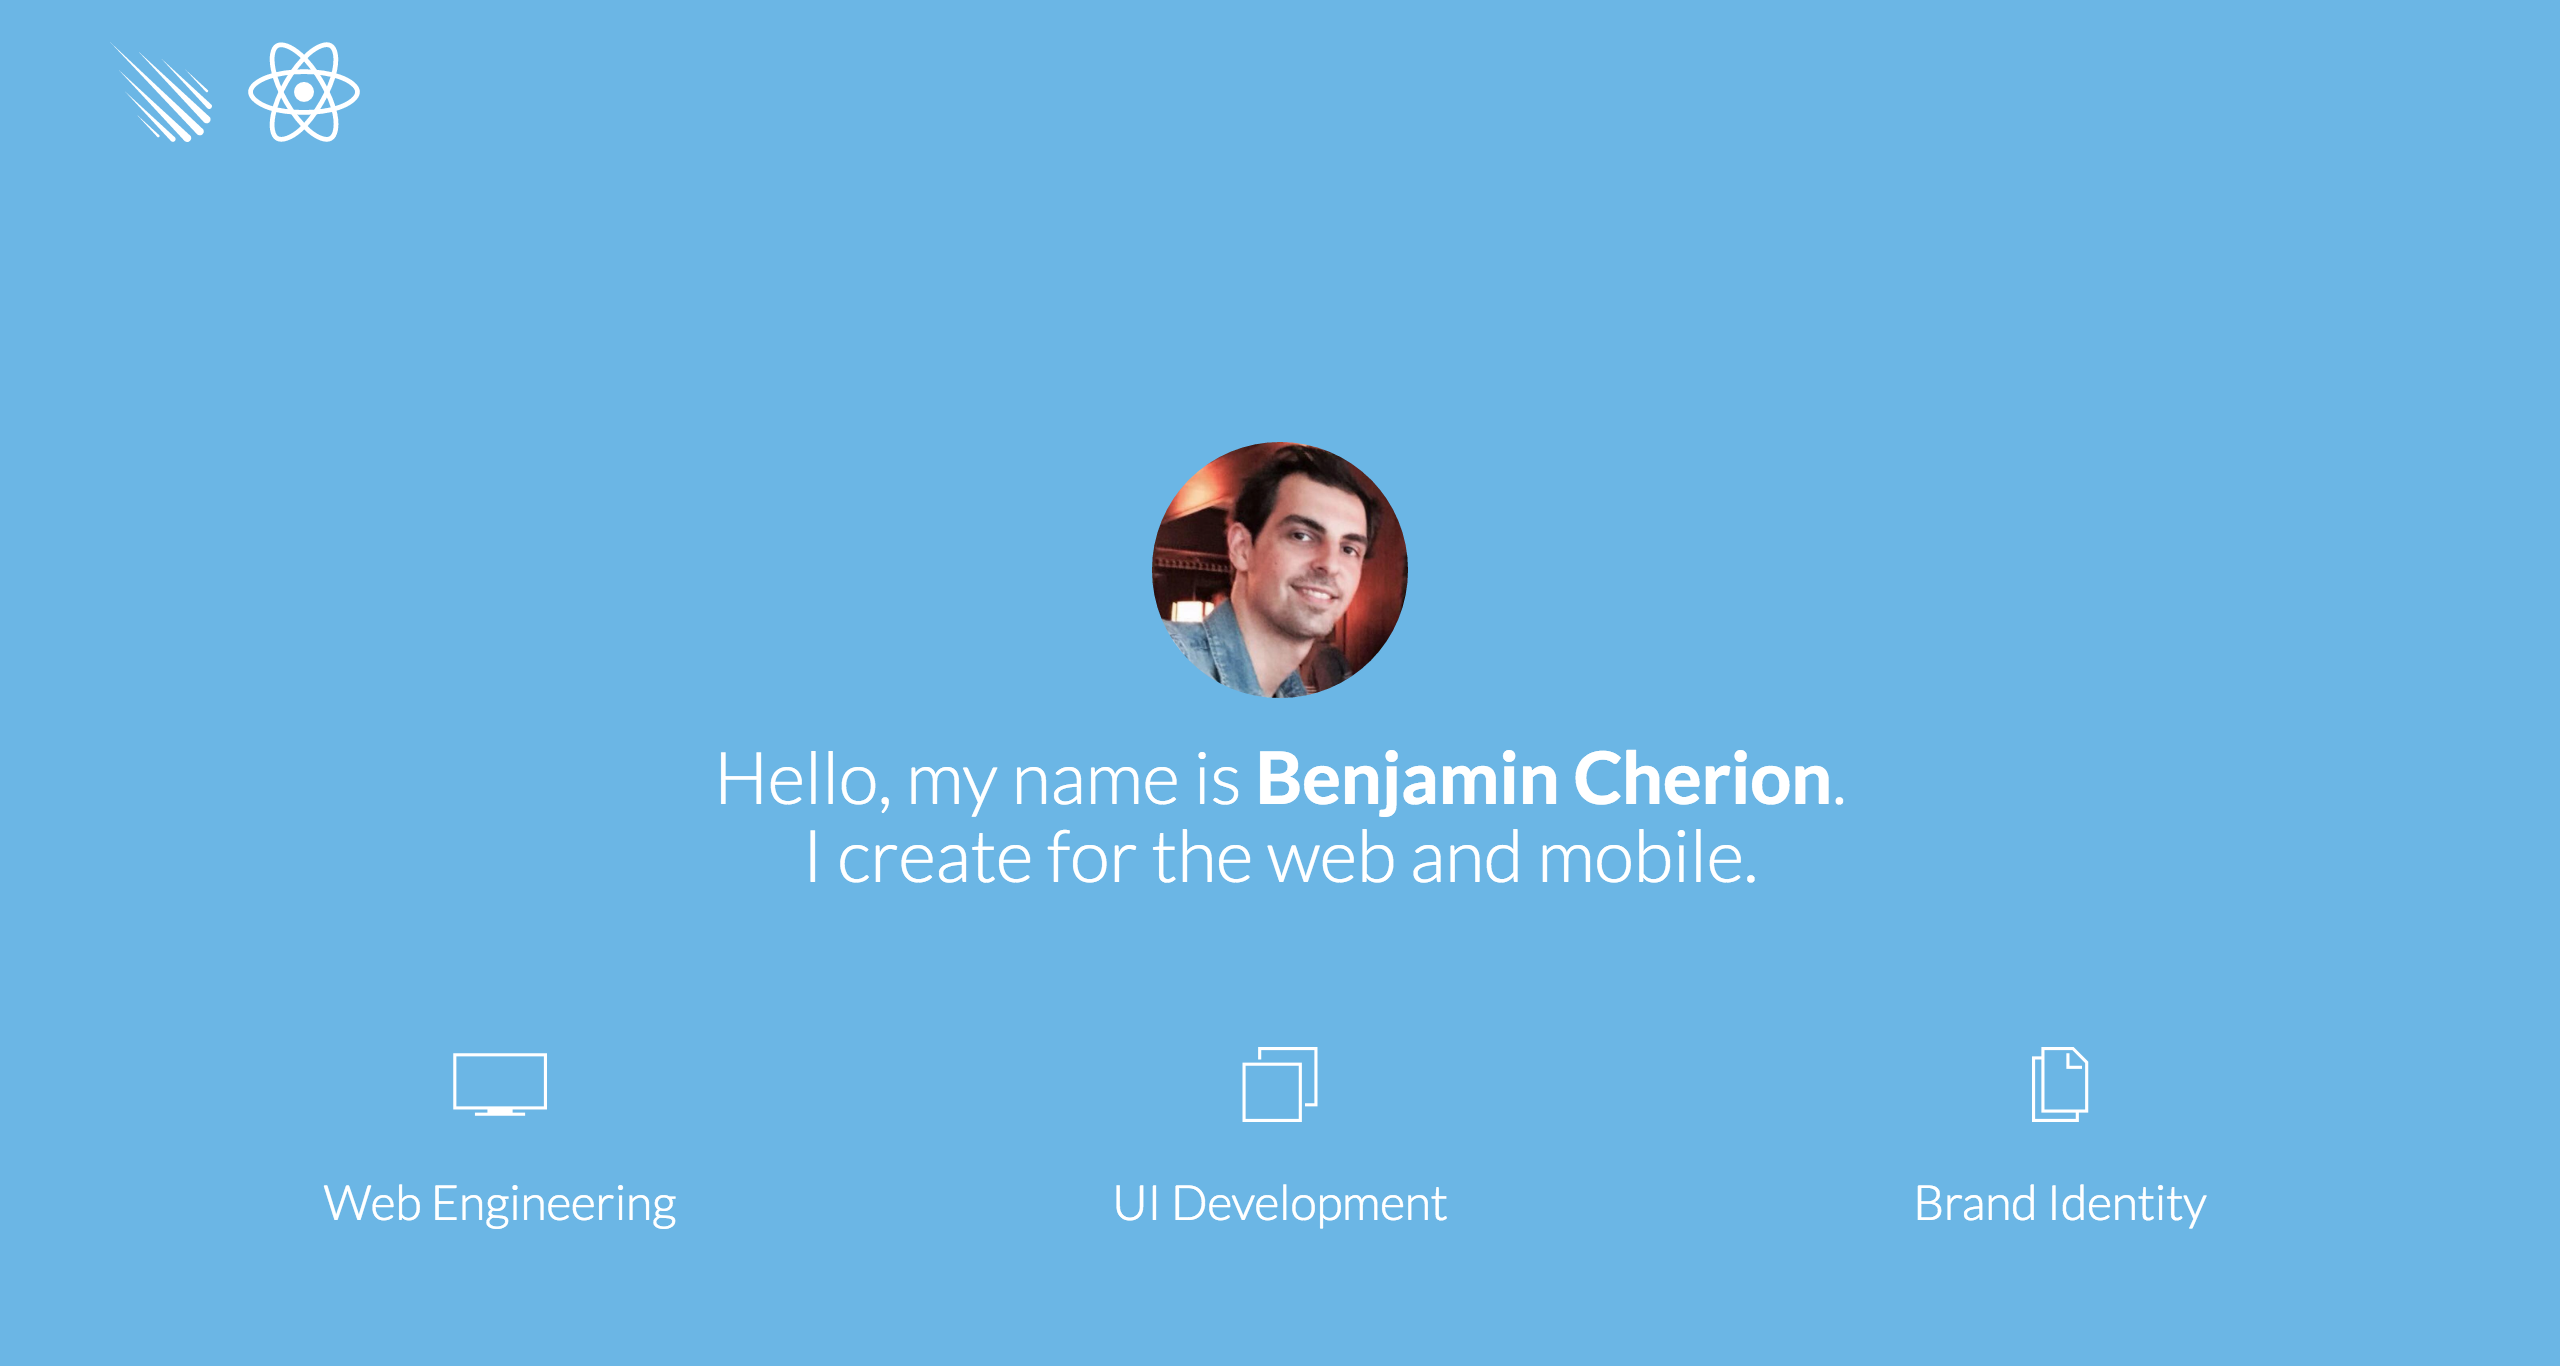 Hello, my name is Benjamin Cherion.
I create for the web and mobile.
Web Engineering
UI Development
Brand Identity